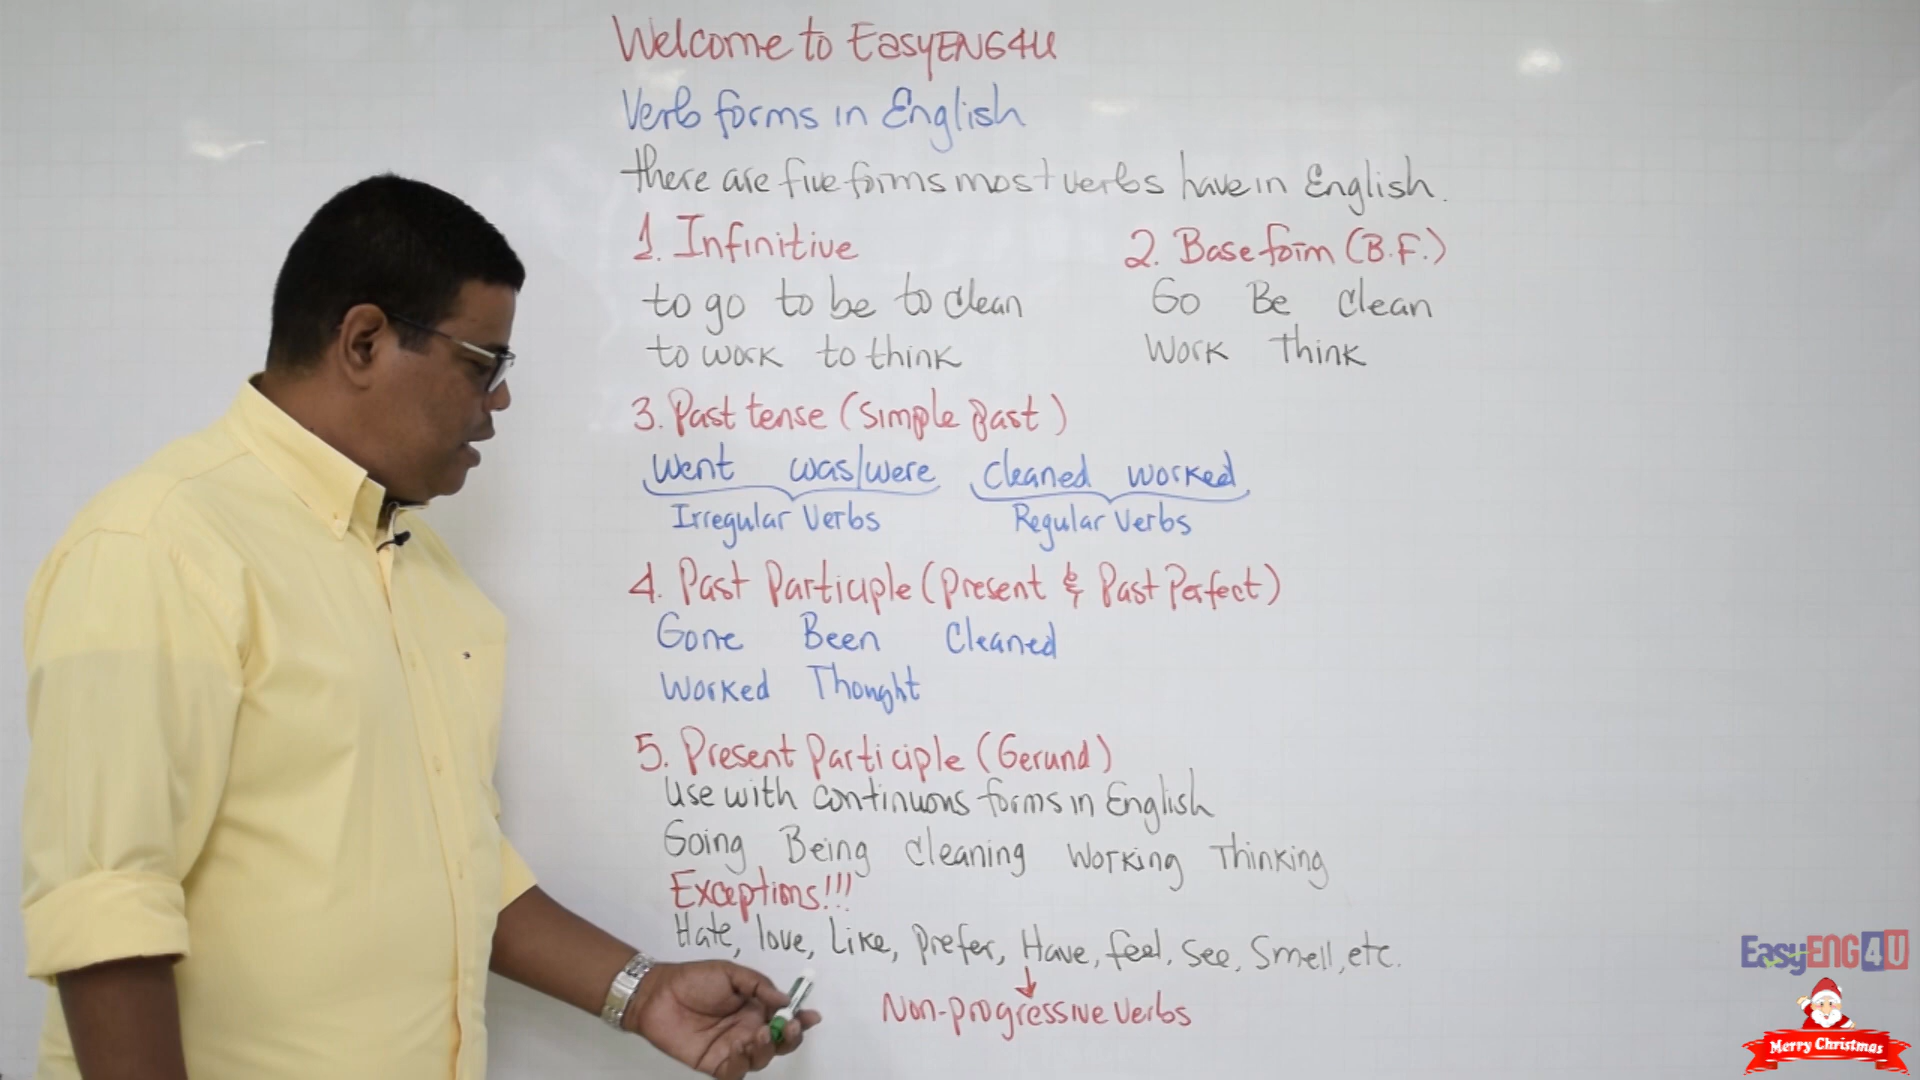 Welcome to EasyENG4U
Verb forms in English
there are five forms most verbs have in English.
1. Infinitive
to go to be to clean
to work to think
2. Base form (B.F.)
Go Be Clean
Work Think
3. Past tense (Simple past)
Went was/were Cleaned worked
Irregular Verbs Regular Verbs
4. Past Participle (Present & Past Perfect)
Gone Been Cleaned
Worked Thought
5. Present Participle (Gerund)
Use with continuous forms in English
Going Being Cleaning Working Thinking
Exceptions!!!
Hate, love, Like, Prefer, Have, feel, see, Smell, etc.
Non-progressive Verbs
EasyENG4U
Merry Christmas